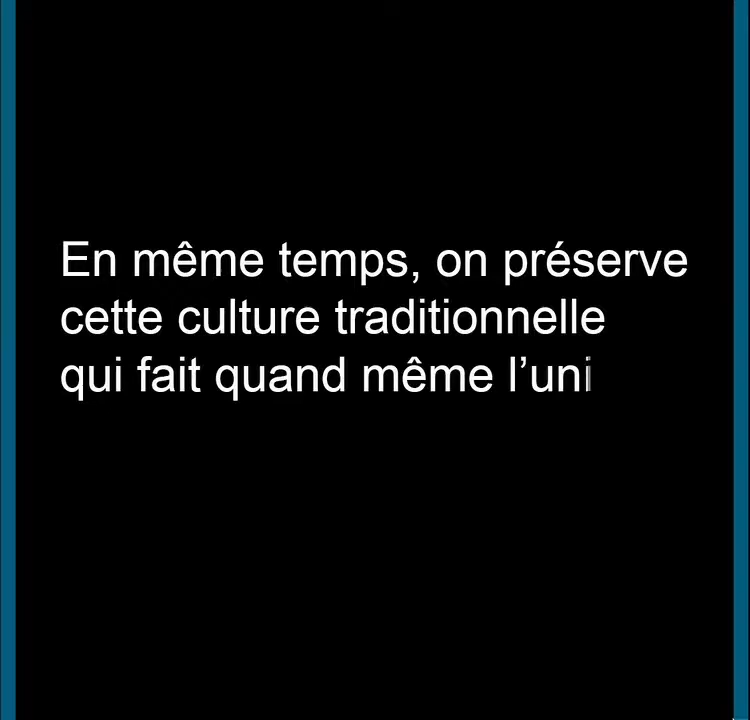 En même temps, on préserve
cette culture traditionnelle
qui fait quand même l’uni